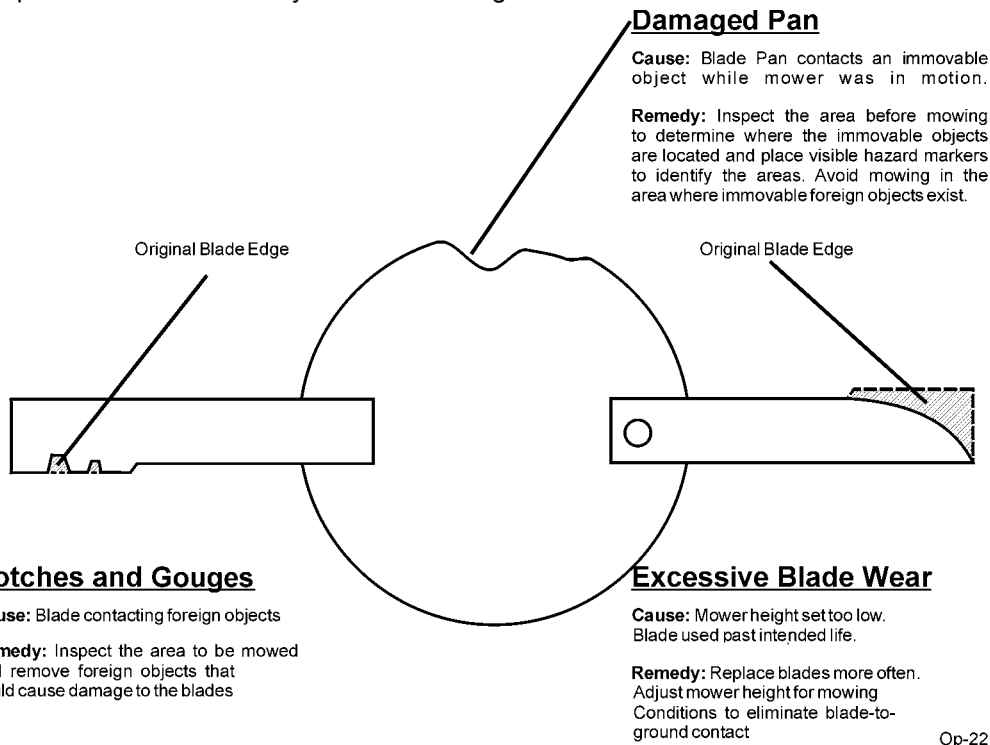 Damaged Pan
Cause: Blade Pan contacts an immovable
object while mower was in motion.
Remedy: Inspect the area before mowing
to determine where the immovable objects
are located and place visible hazard markers
to identify the areas. Avoid mowing in the
area where immovable foreign objects exist.
Original Blade Edge
Original Blade Edge
otches and Gouges
use: Blade contacting foreign objects
medy: Inspect the area to be mowed
remove foreign objects that
uld cause damage to the blades
Excessive Blade Wear
Cause: Mower height set too low.
Blade used past intended life.
Remedy: Replace blades more often.
Adjust mower height for mowing
Conditions to eliminate blade-to-
ground contact
Op-22